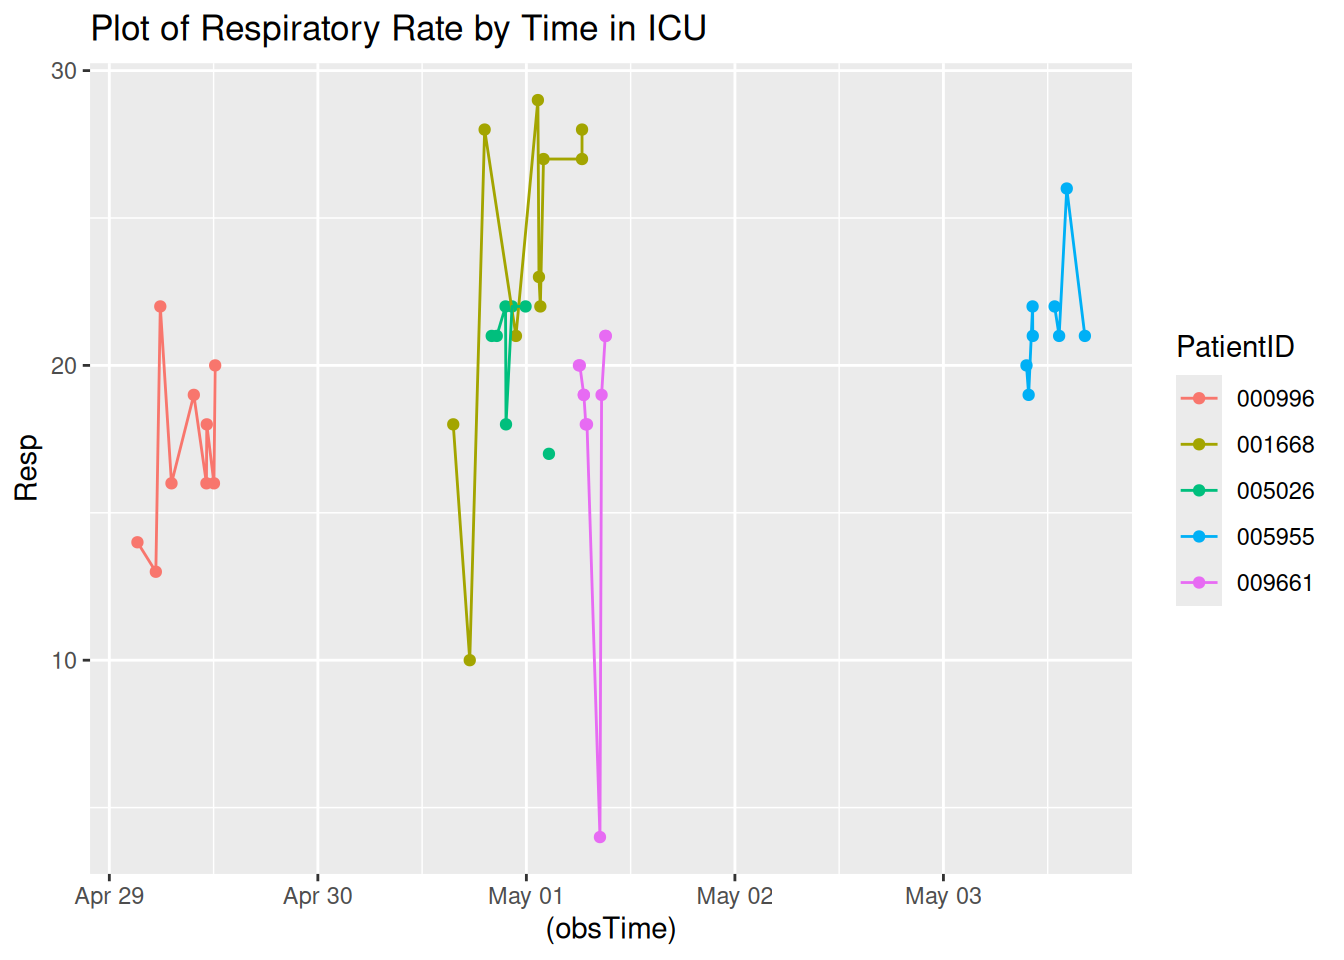 Plot of Respiratory Rate by Time in ICU
30
20
10
Resp
Apr 29
Apr 30
May 01
May 02
May 03
(obsTime)
PatientID
000996
001668
005026
005955
009661